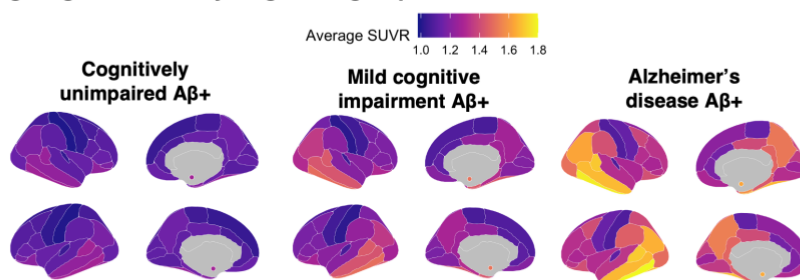 Average SUVR
1.0 1.2 1.4 1.6 1.8
Cognitively
unimpaired Aβ+
Mild cognitive
impairment Aβ+
Alzheimer's
disease Aβ+